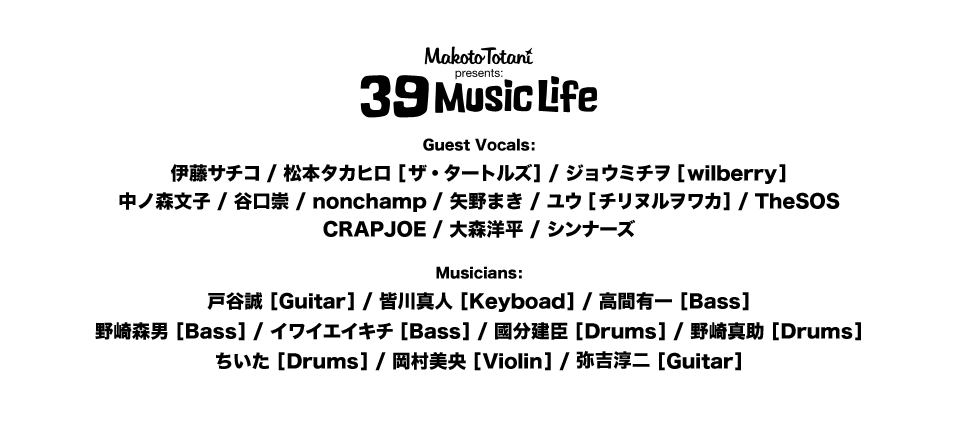 Makoto Totani
presents:
39 Music Life
Guest Vocals:
伊藤サチコ / 松本タカヒロ [ザ・タートルズ] / ジョウミチヲ [wilberry]
中ノ森文子 / 谷口崇 / nonchamp / 矢野まき / ユウ [チリヌルヲワカ] / TheSOS
CRAPJOE / 大森洋平 / シンナーズ
Musicians:
戸谷誠 [Guitar] / 皆川真人 [Keyboad] / 高間有一 [Bass]
野崎森男 [Bass] / イワイエイキチ [Bass] / 國分建臣 [Drums] / 野崎真助 [Drums]
ちいた [Drums] / 岡村美央 [Violin] / 弥吉淳二 [Guitar]